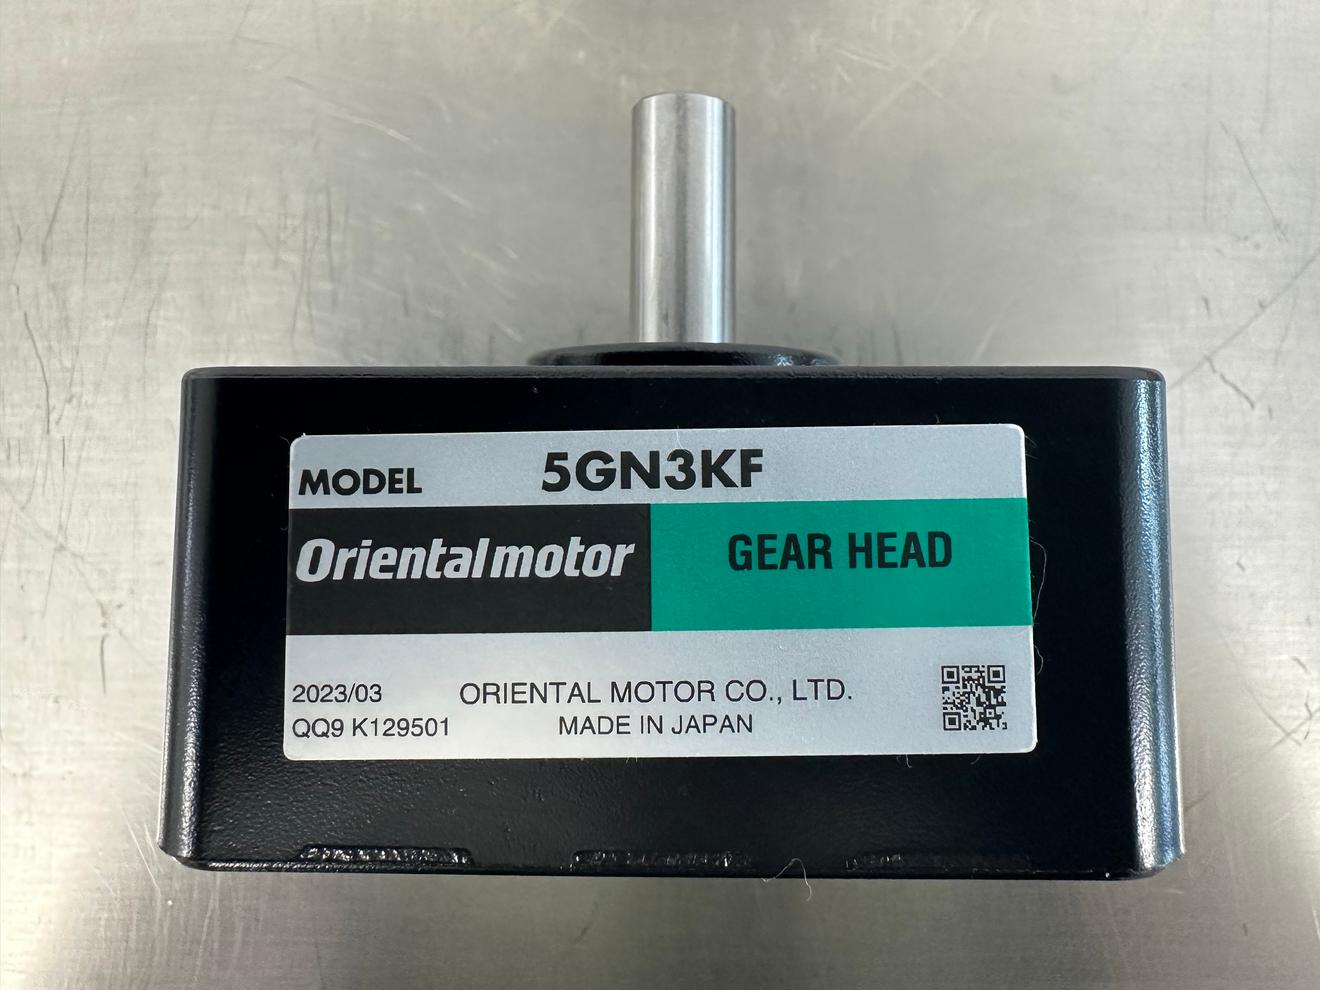 MODEL 5GN3KF
Orientalmotor GEAR HEAD
2023/03 ORIENTAL MOTOR CO., LTD.
QQ9 K129501 MADE IN JAPAN